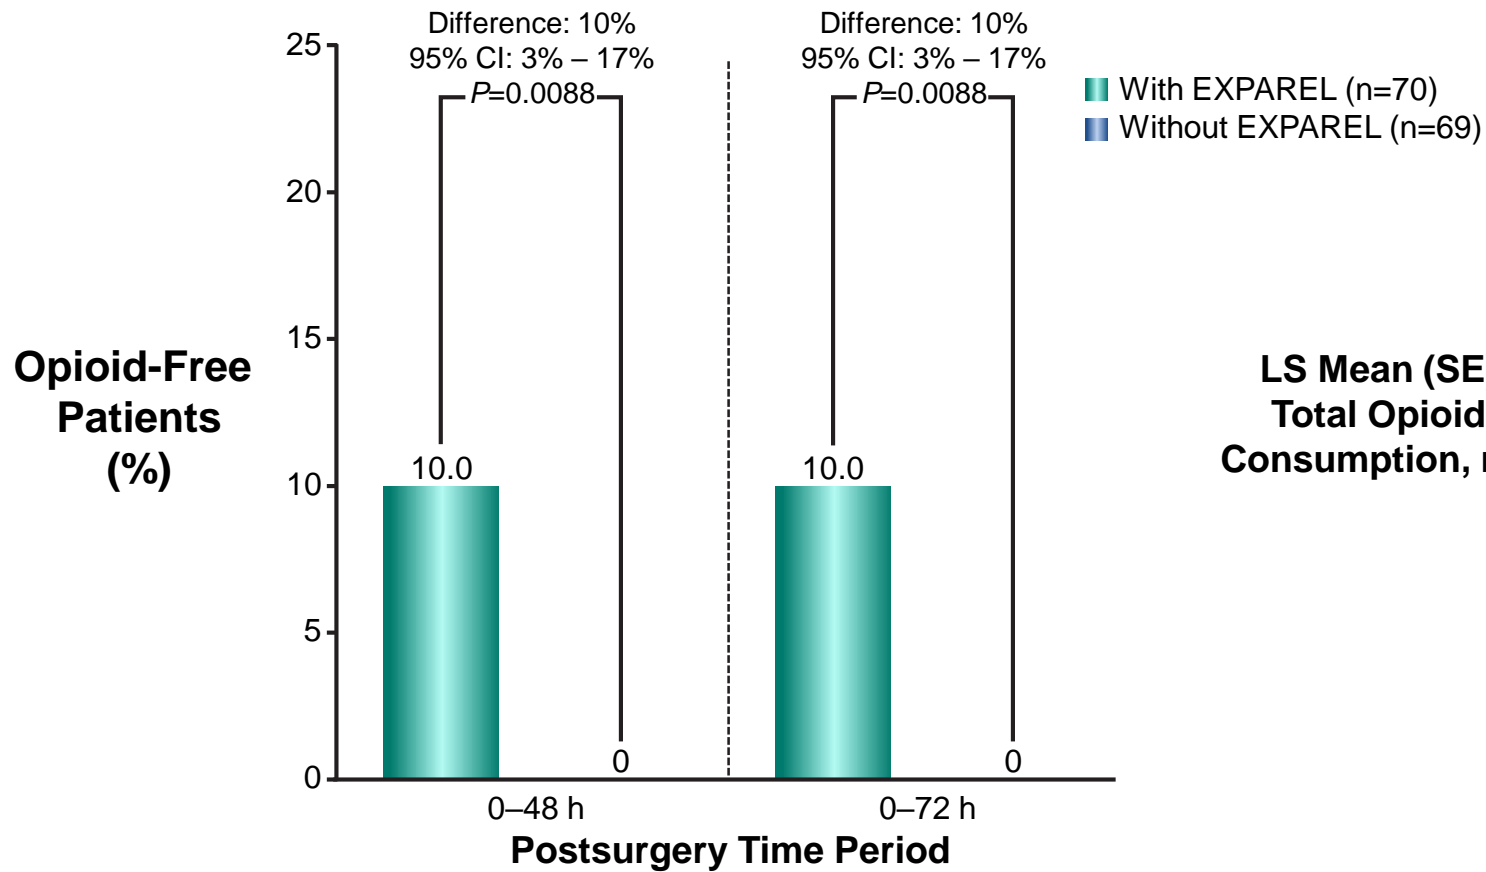 Difference: 10%
95% CI: 3% – 17%
P=0.0088
Difference: 10%
95% CI: 3% – 17%
P=0.0088
With EXPAREL (n=70)
Without EXPAREL (n=69)
25
20
15
10
5
0
Opioid-Free
Patients
(%)
10.0
0
10.0
0
0–48 h
0–72 h
Postsurgery Time Period
LS Mean (SE
Total Opioid
Consumption,